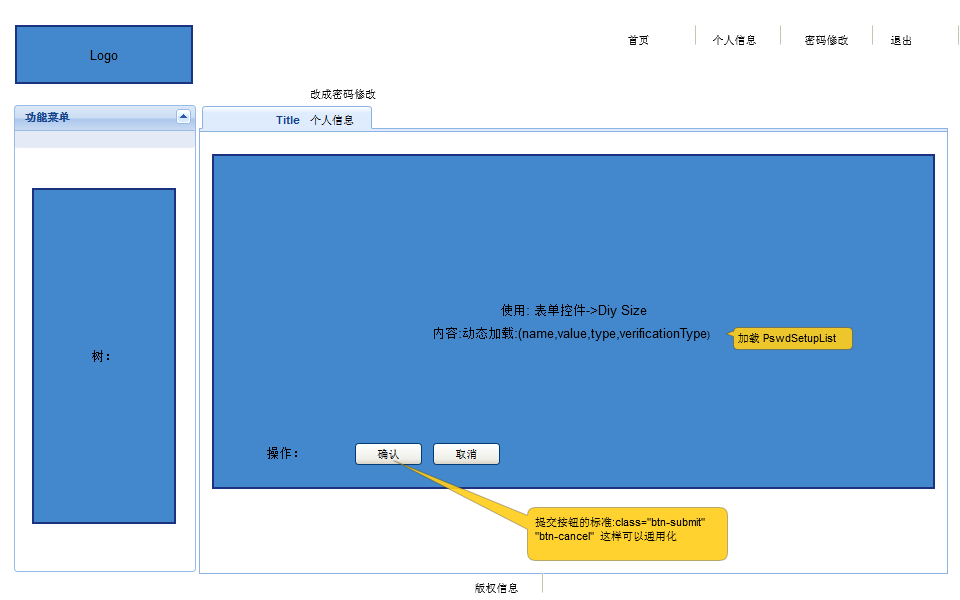 Logo
首页
个人信息
密码修改
退出
改成密码修改
功能菜单
Title 个人信息
使用: 表单控件->Diy Size
内容:动态加载:(name,value,type,verificationType)
加载 PswdSetupList
树:
操作:
确认
取消
提交按钮的标准:class="btn-submit"
"btn-cancel" 这样可以通用化
版权信息